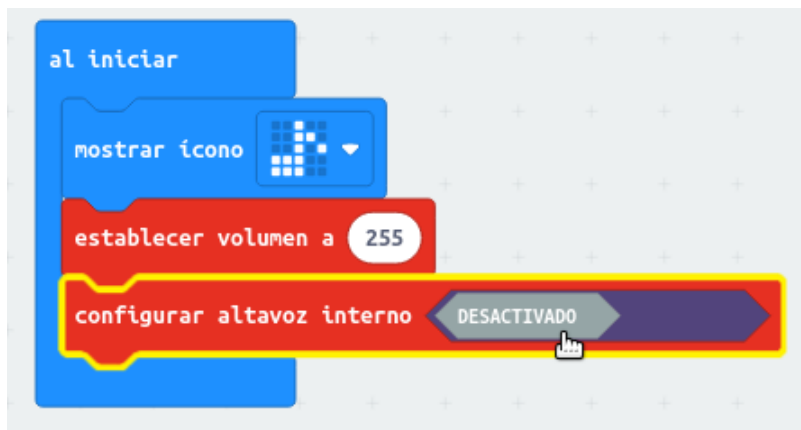 al iniciar
mostrar ícono
establecer volumen a 255
configurar altavoz interno DESACTIVADO